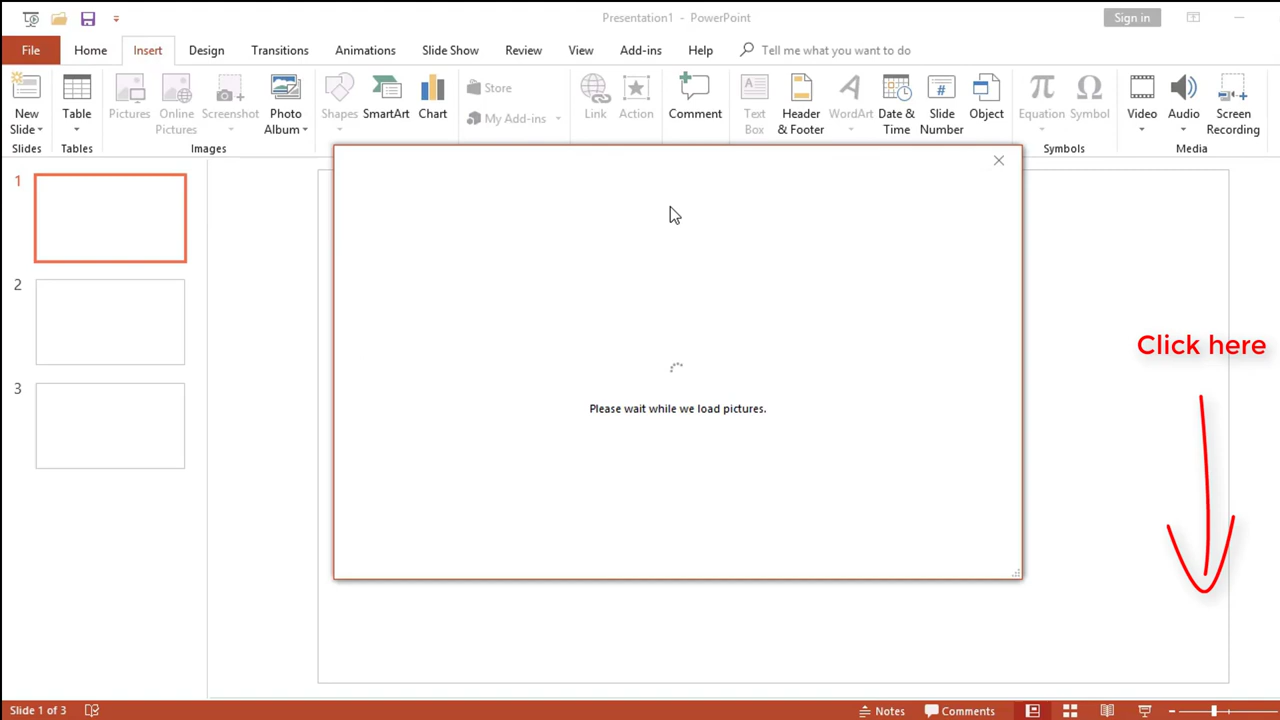 Presentation1 - PowerPoint
Sign in
File Home Insert Design Transitions Animations Slide Show Review View Add-ins Help Tell me what you want to do
New Slide
Table
Pictures
Online Pictures
Screenshot
Photo Album
Shapes
SmartArt
Chart
Store
My Add-ins
Link
Action
Comment
Text Box
Header & Footer
WordArt
Date & Time
Slide Number
Object
Equation
Symbol
Video
Audio
Screen Recording
Slides
Tables
Images
Symbols
Media
1
2
3
Please wait while we load pictures.
Click here
Slide 1 of 3
Notes
Comments